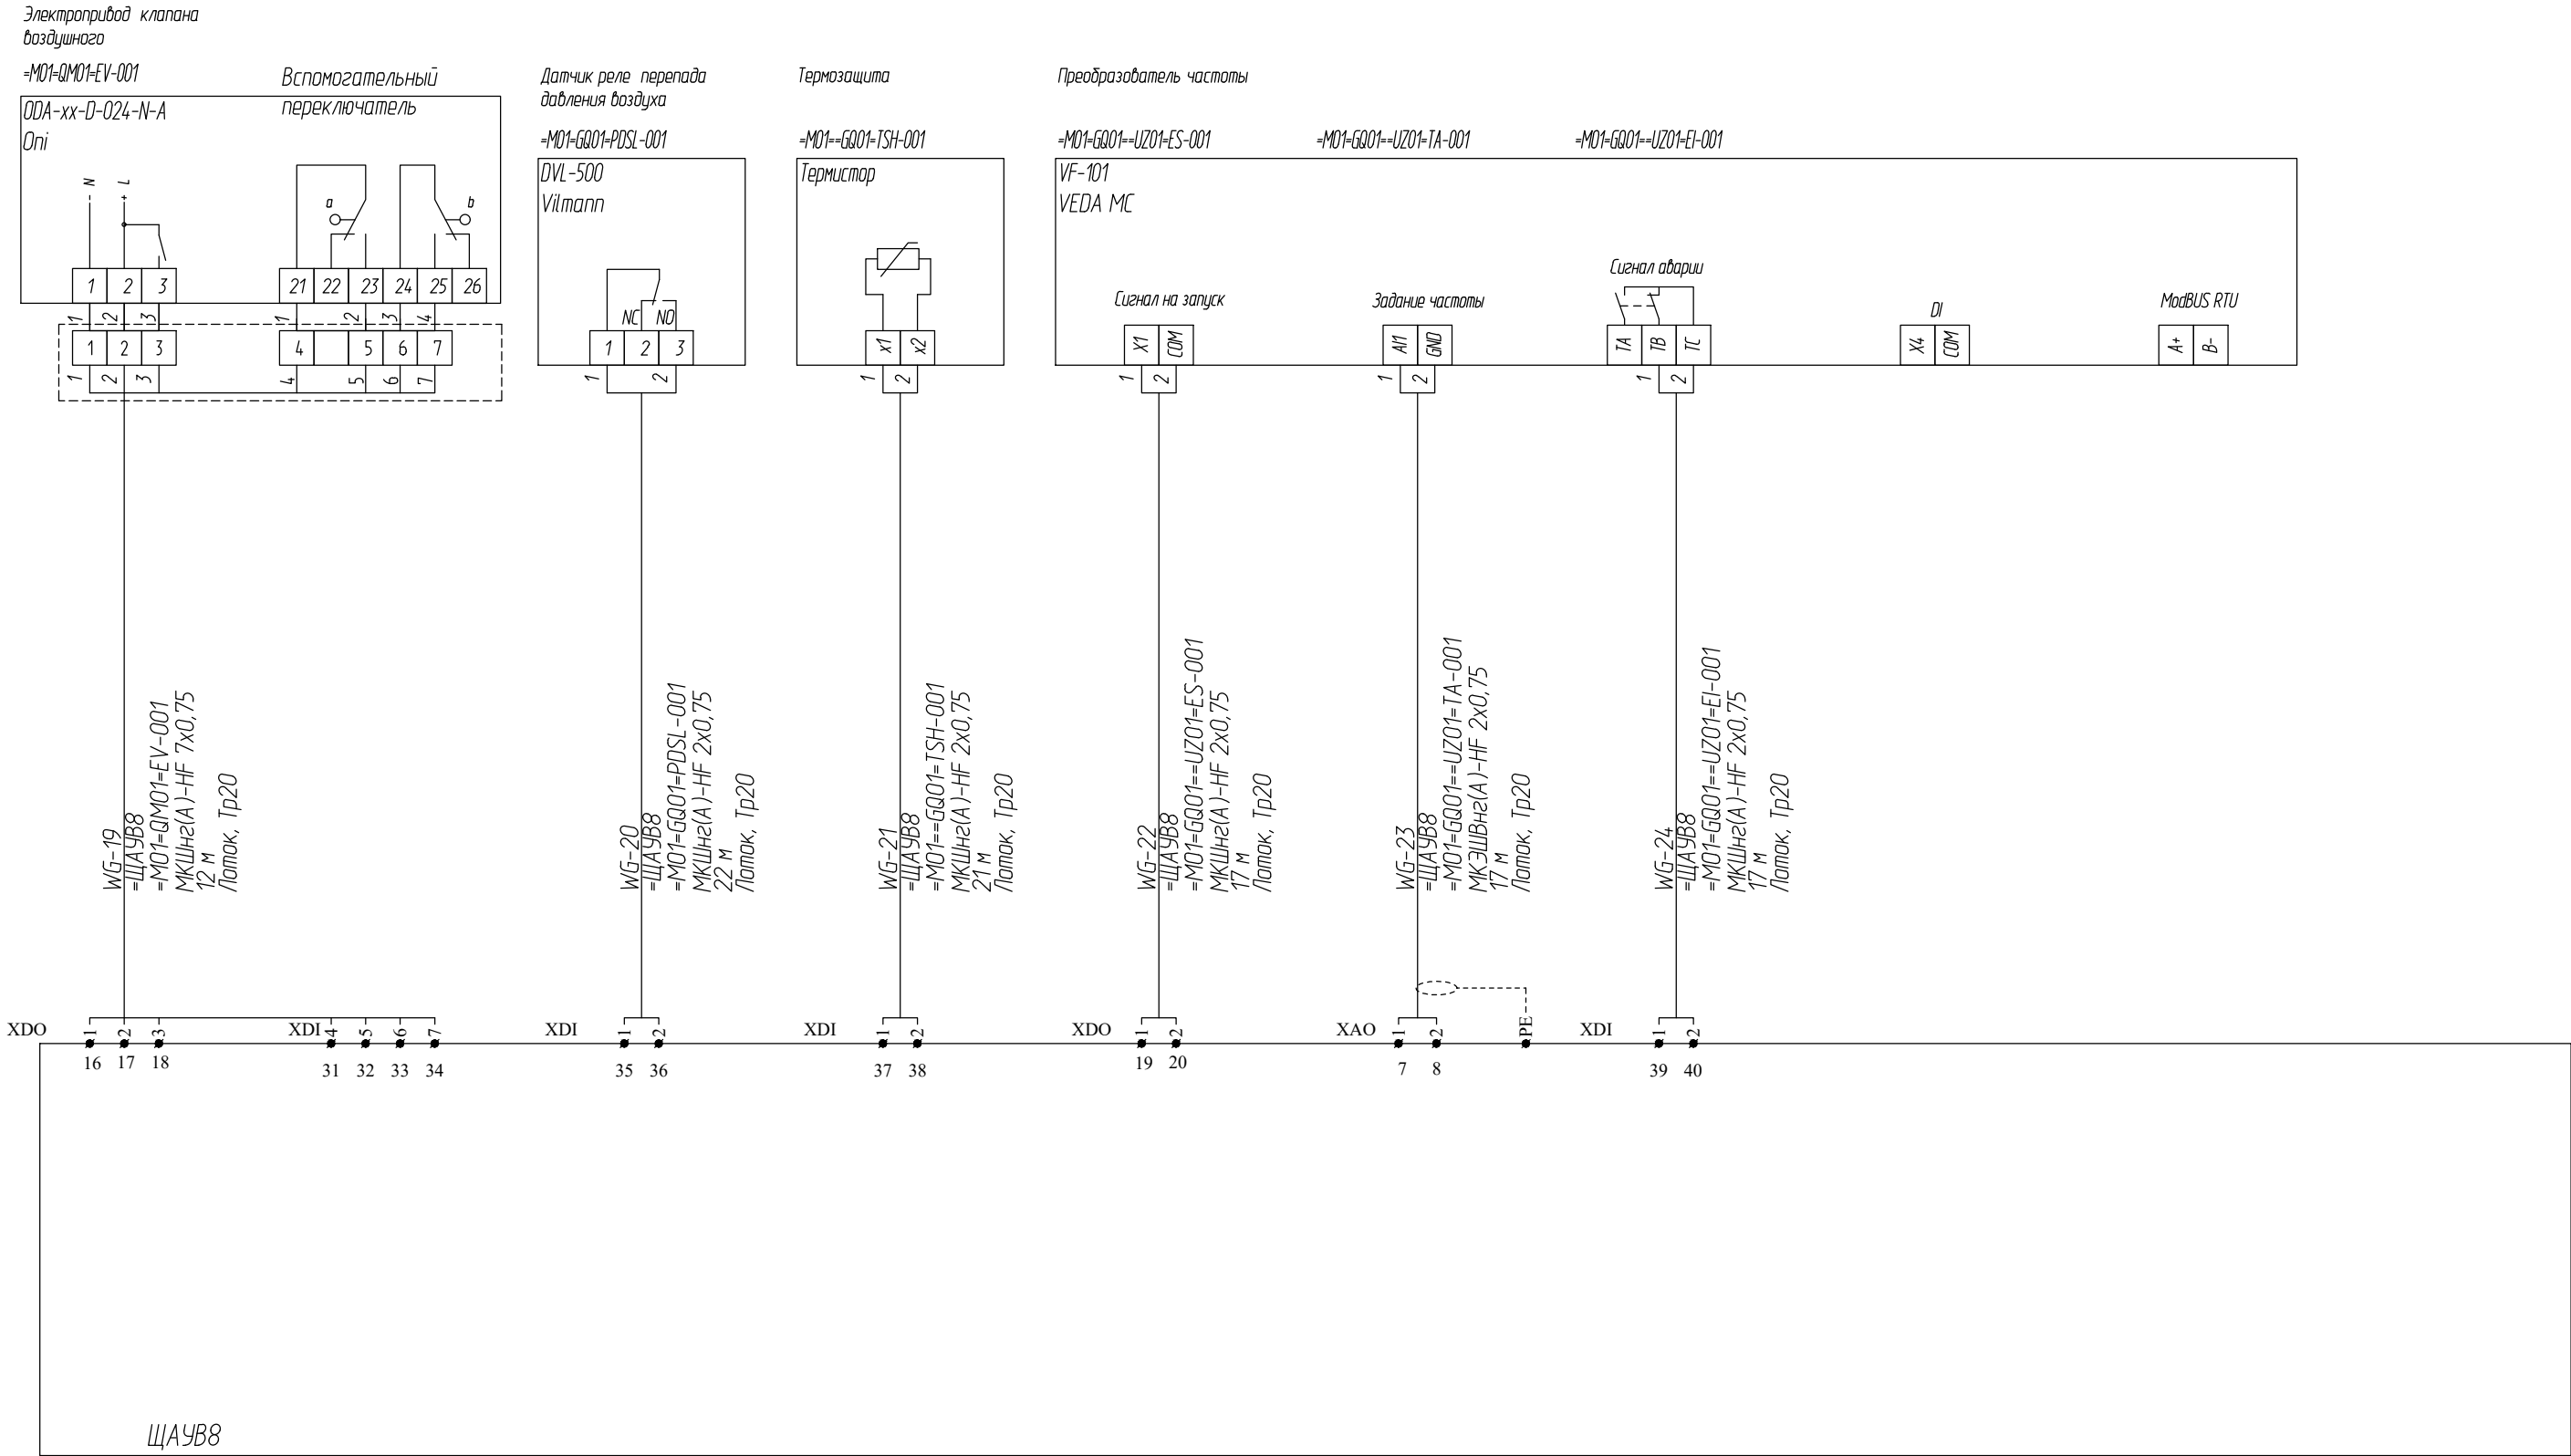 Электропривод клапана
воздушного
=M01=QM01=EV-001
ODA-xx-D-024-N-A
Oni
Вспомогательный
переключатель
- N
+ L
a
b
1 2 3
21 22 23 24 25 26
1 2 3
1 2 3 4
1 2 3
4 5 6 7
1 2 3
4 5 6 7
Датчик реле перепада
давления воздуха
=M01=GQ01=PDSL-001
DVL-500
Vilmann
NC NO
1 2 3
1 2
Термозащита
=M01==GQ01=TSH-001
Термистор
x1 x2
1 2
Преобразователь частоты
=M01=GQ01==UZ01=ES-001
=M01=GQ01==UZ01=TA-001
=M01=GQ01==UZ01=EI-001
VF-101
VEDA MC
Сигнал на запуск
X1 COM
1 2
Задание частоты
AI1 GND
1 2
Сигнал аварии
TA TB TC
1 2
DI
X4 COM
ModBUS RTU
A+ B-
WG-19
=ЩАУВ8
=M01=QM01=EV-001
МКШнг(А)-HF 7x0,75
12 м
Лоток, Тр20
WG-20
=ЩАУВ8
=M01=GQ01=PDSL-001
МКШнг(А)-HF 2x0,75
22 м
Лоток, Тр20
WG-21
=ЩАУВ8
=M01==GQ01=TSH-001
МКШнг(А)-HF 2x0,75
21 м
Лоток, Тр20
WG-22
=ЩАУВ8
=M01=GQ01==UZ01=ES-001
МКШнг(А)-HF 2x0,75
17 м
Лоток, Тр20
WG-23
=ЩАУВ8
=M01=GQ01==UZ01=TA-001
МКЭШВнг(А)-HF 2x0,75
17 м
Лоток, Тр20
WG-24
=ЩАУВ8
=M01=GQ01==UZ01=EI-001
МКШнг(А)-HF 2x0,75
17 м
Лоток, Тр20
XDO 1 2 3
16 17 18
XDI 4 5 6 7
31 32 33 34
XDI 1 2
35 36
XDI 1 2
37 38
XDO 1 2
19 20
XAO 1 2 PE
7 8
XDI 1 2
39 40
ЩАУВ8